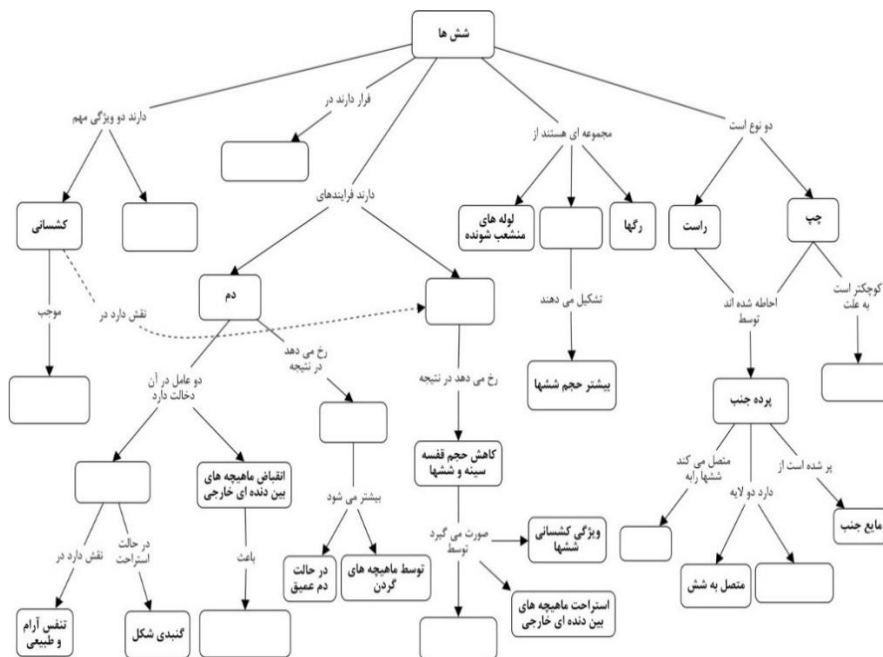 شش ها
دارند دو ویژگی مهم
قرار دارند در
مجموعه ای هستند از
دو نوع است
دارند فرایندهای
کشسانی
لوله های
منشعب شونده
رگها
راست
چپ
دم
موجب
نقش دارد در
تشکیل می دهند
احاطه شده اند
توسط
کوچکتر است
به علت
رخ می دهد
در نتیجه
دو عامل در آن
دخالت دارد
رخ می دهد در نتیجه
بیشتر حجم ششها
پرده جنب
انقباض ماهیچه های
بین دنده ای خارجی
کاهش حجم قفسه
سینه و ششها
متصل می کند
ششها رابه
پر شده است از
دارد دو لایه
بیشتر می شود
مایع جنب
نقش دارد در
در حالت
استراحت
باعث
صورت می گیرد
توسط
ویژگی کشسانی
ششها
در حالت
دم عمیق
توسط ماهیچه های
گردن
متصل به شش
استراحت ماهیچه های
بین دنده ای خارجی
تنفس آرام
و طبیعی
گنبدی شکل